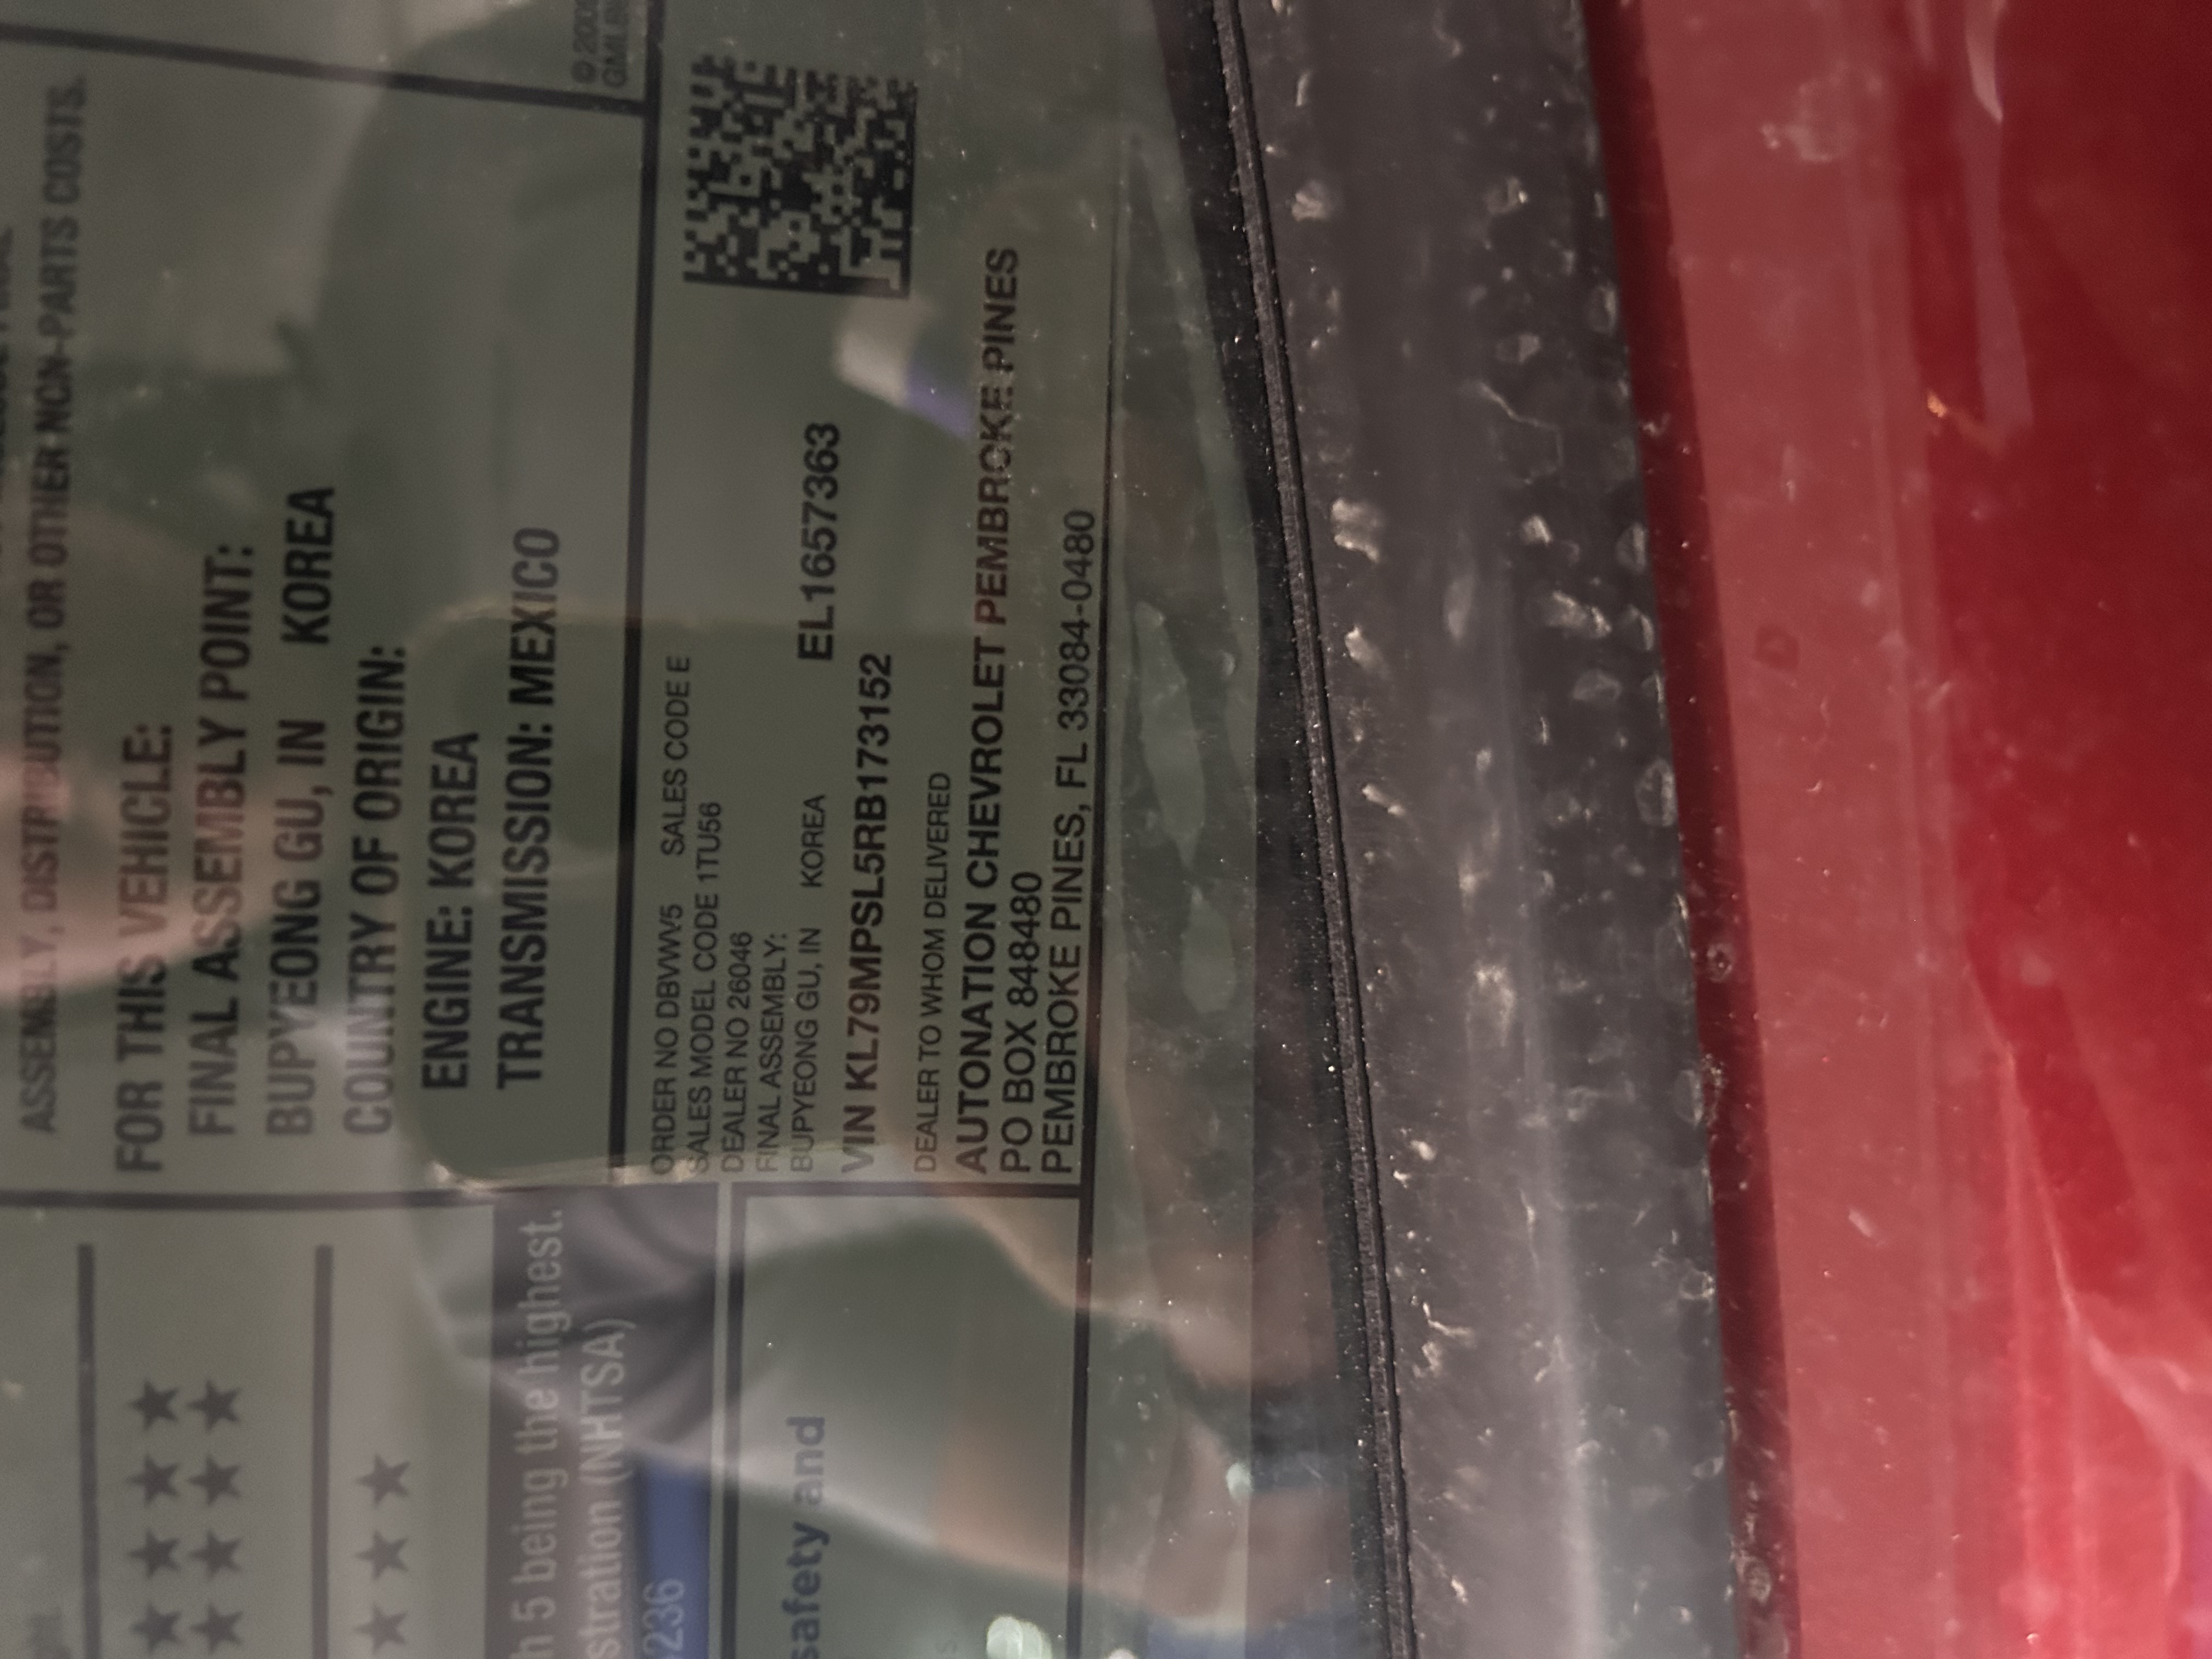 ASSEMBLY, DISTRIBUTION, OR OTHER NON-PARTS COSTS.
FOR THIS VEHICLE:
FINAL ASSEMBLY POINT:
BUPYEONG GU, IN KOREA
COUNTRY OF ORIGIN:
ENGINE: KOREA
TRANSMISSION: MEXICO
© 2009
GMLBL
ORDER NO DBVWV5 SALES CODE E
SALES MODEL CODE 1TU56
DEALER NO 26046
FINAL ASSEMBLY:
BUPYEONG GU, IN KOREA EL1657363
VIN KL79MPSL5RB173152
DEALER TO WHOM DELIVERED
AUTONATION CHEVROLET PEMBROKE PINES
PO BOX 848480
PEMBROKE PINES, FL 33084-0480
★★★★
★★★★
★★★
h 5 being the highest.
stration (NHTSA)
236
safety and